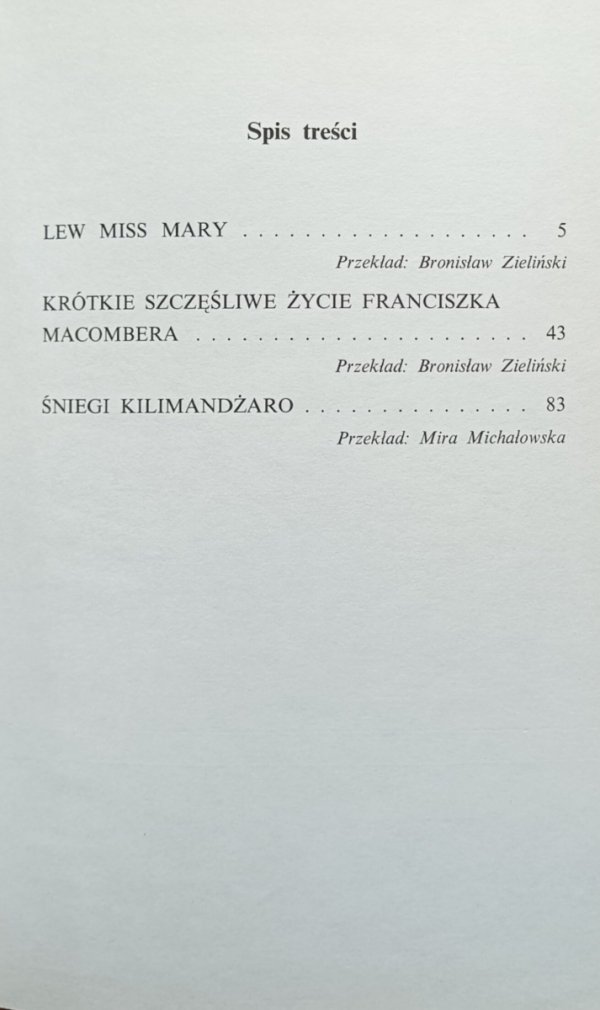 Spis treści
LEW MISS MARY . . . . . . . . . . . . . . . . . . . 5
Przekład: Bronisław Zieliński
KRÓTKIE SZCZĘŚLIWE ŻYCIE FRANCISZKA
MACOMBERA . . . . . . . . . . . . . . . . . . . . . . 43
Przekład: Bronisław Zieliński
ŚNIEGI KILIMANDŻARO . . . . . . . . . . . . . . . 83
Przekład: Mira Michałowska